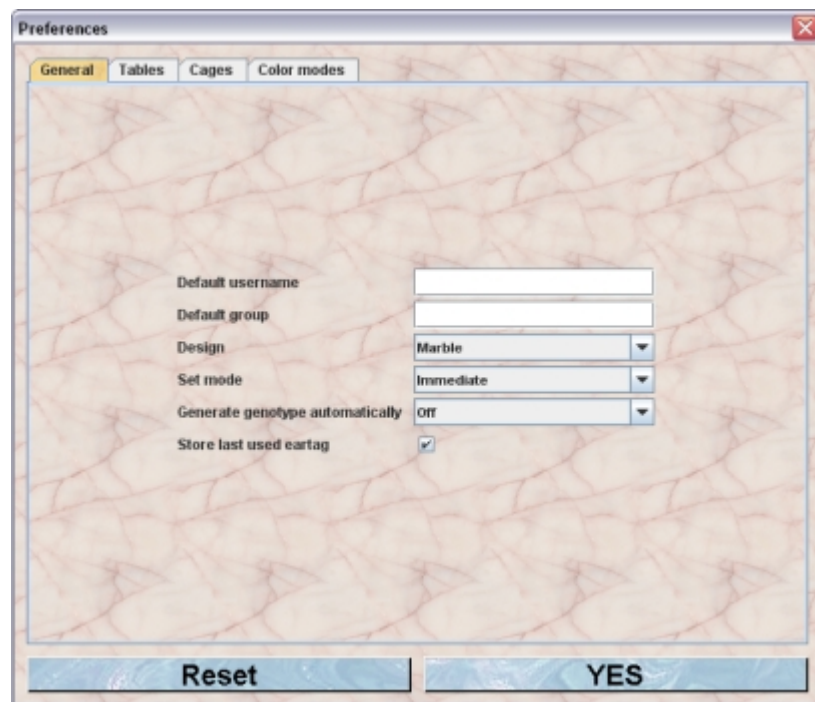 Preferences
General Tables Cages Color modes
Default username
Default group
Design Marble
Set mode Immediate
Generate genotype automatically Off
Store last used eartag
Reset YES